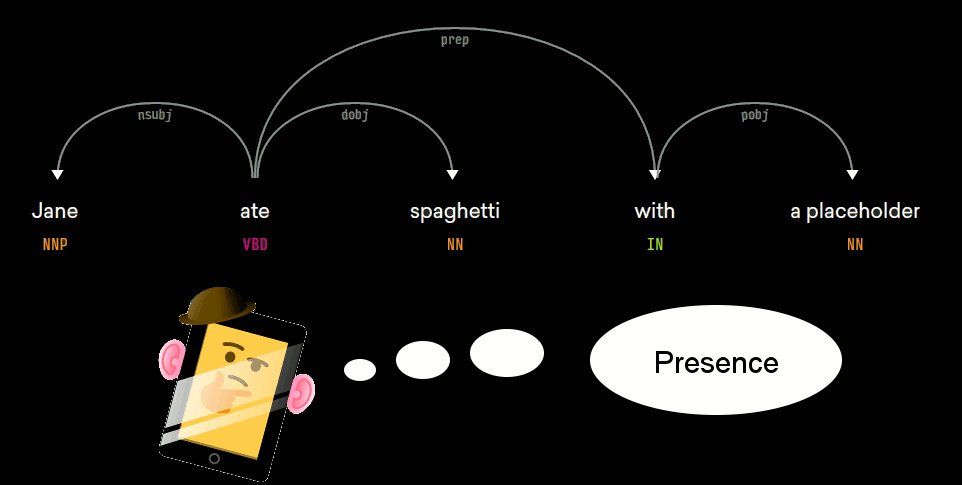 prep
nsubj dobj pobj
Jane ate spaghetti with a placeholder
NNP VBD NN IN NN
Presence